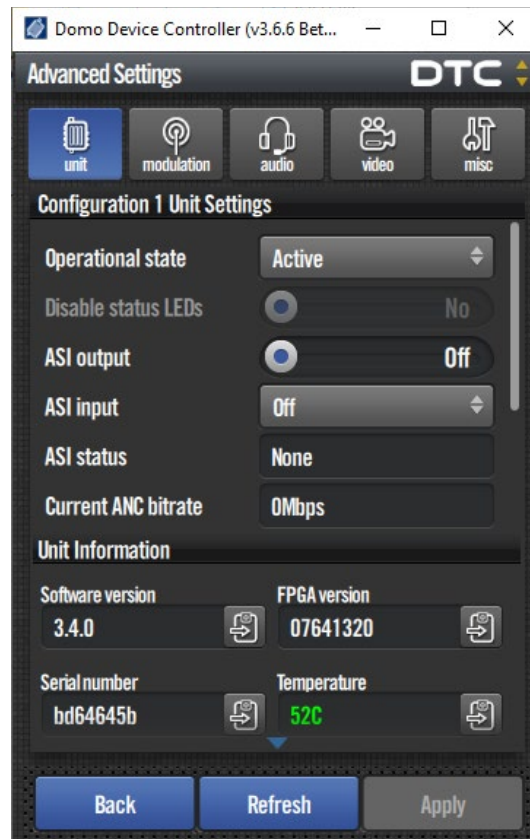 Domo Device Controller (v3.6.6 Bet...
Advanced Settings DTC
unit modulation audio video misc
Configuration 1 Unit Settings
Operational state Active
Disable status LEDs No
ASI output Off
ASI input Off
ASI status None
Current ANC bitrate 0Mbps
Unit Information
Software version FPGA version
3.4.0 07641320
Serial number Temperature
bd64645b 52C
Back Refresh Apply